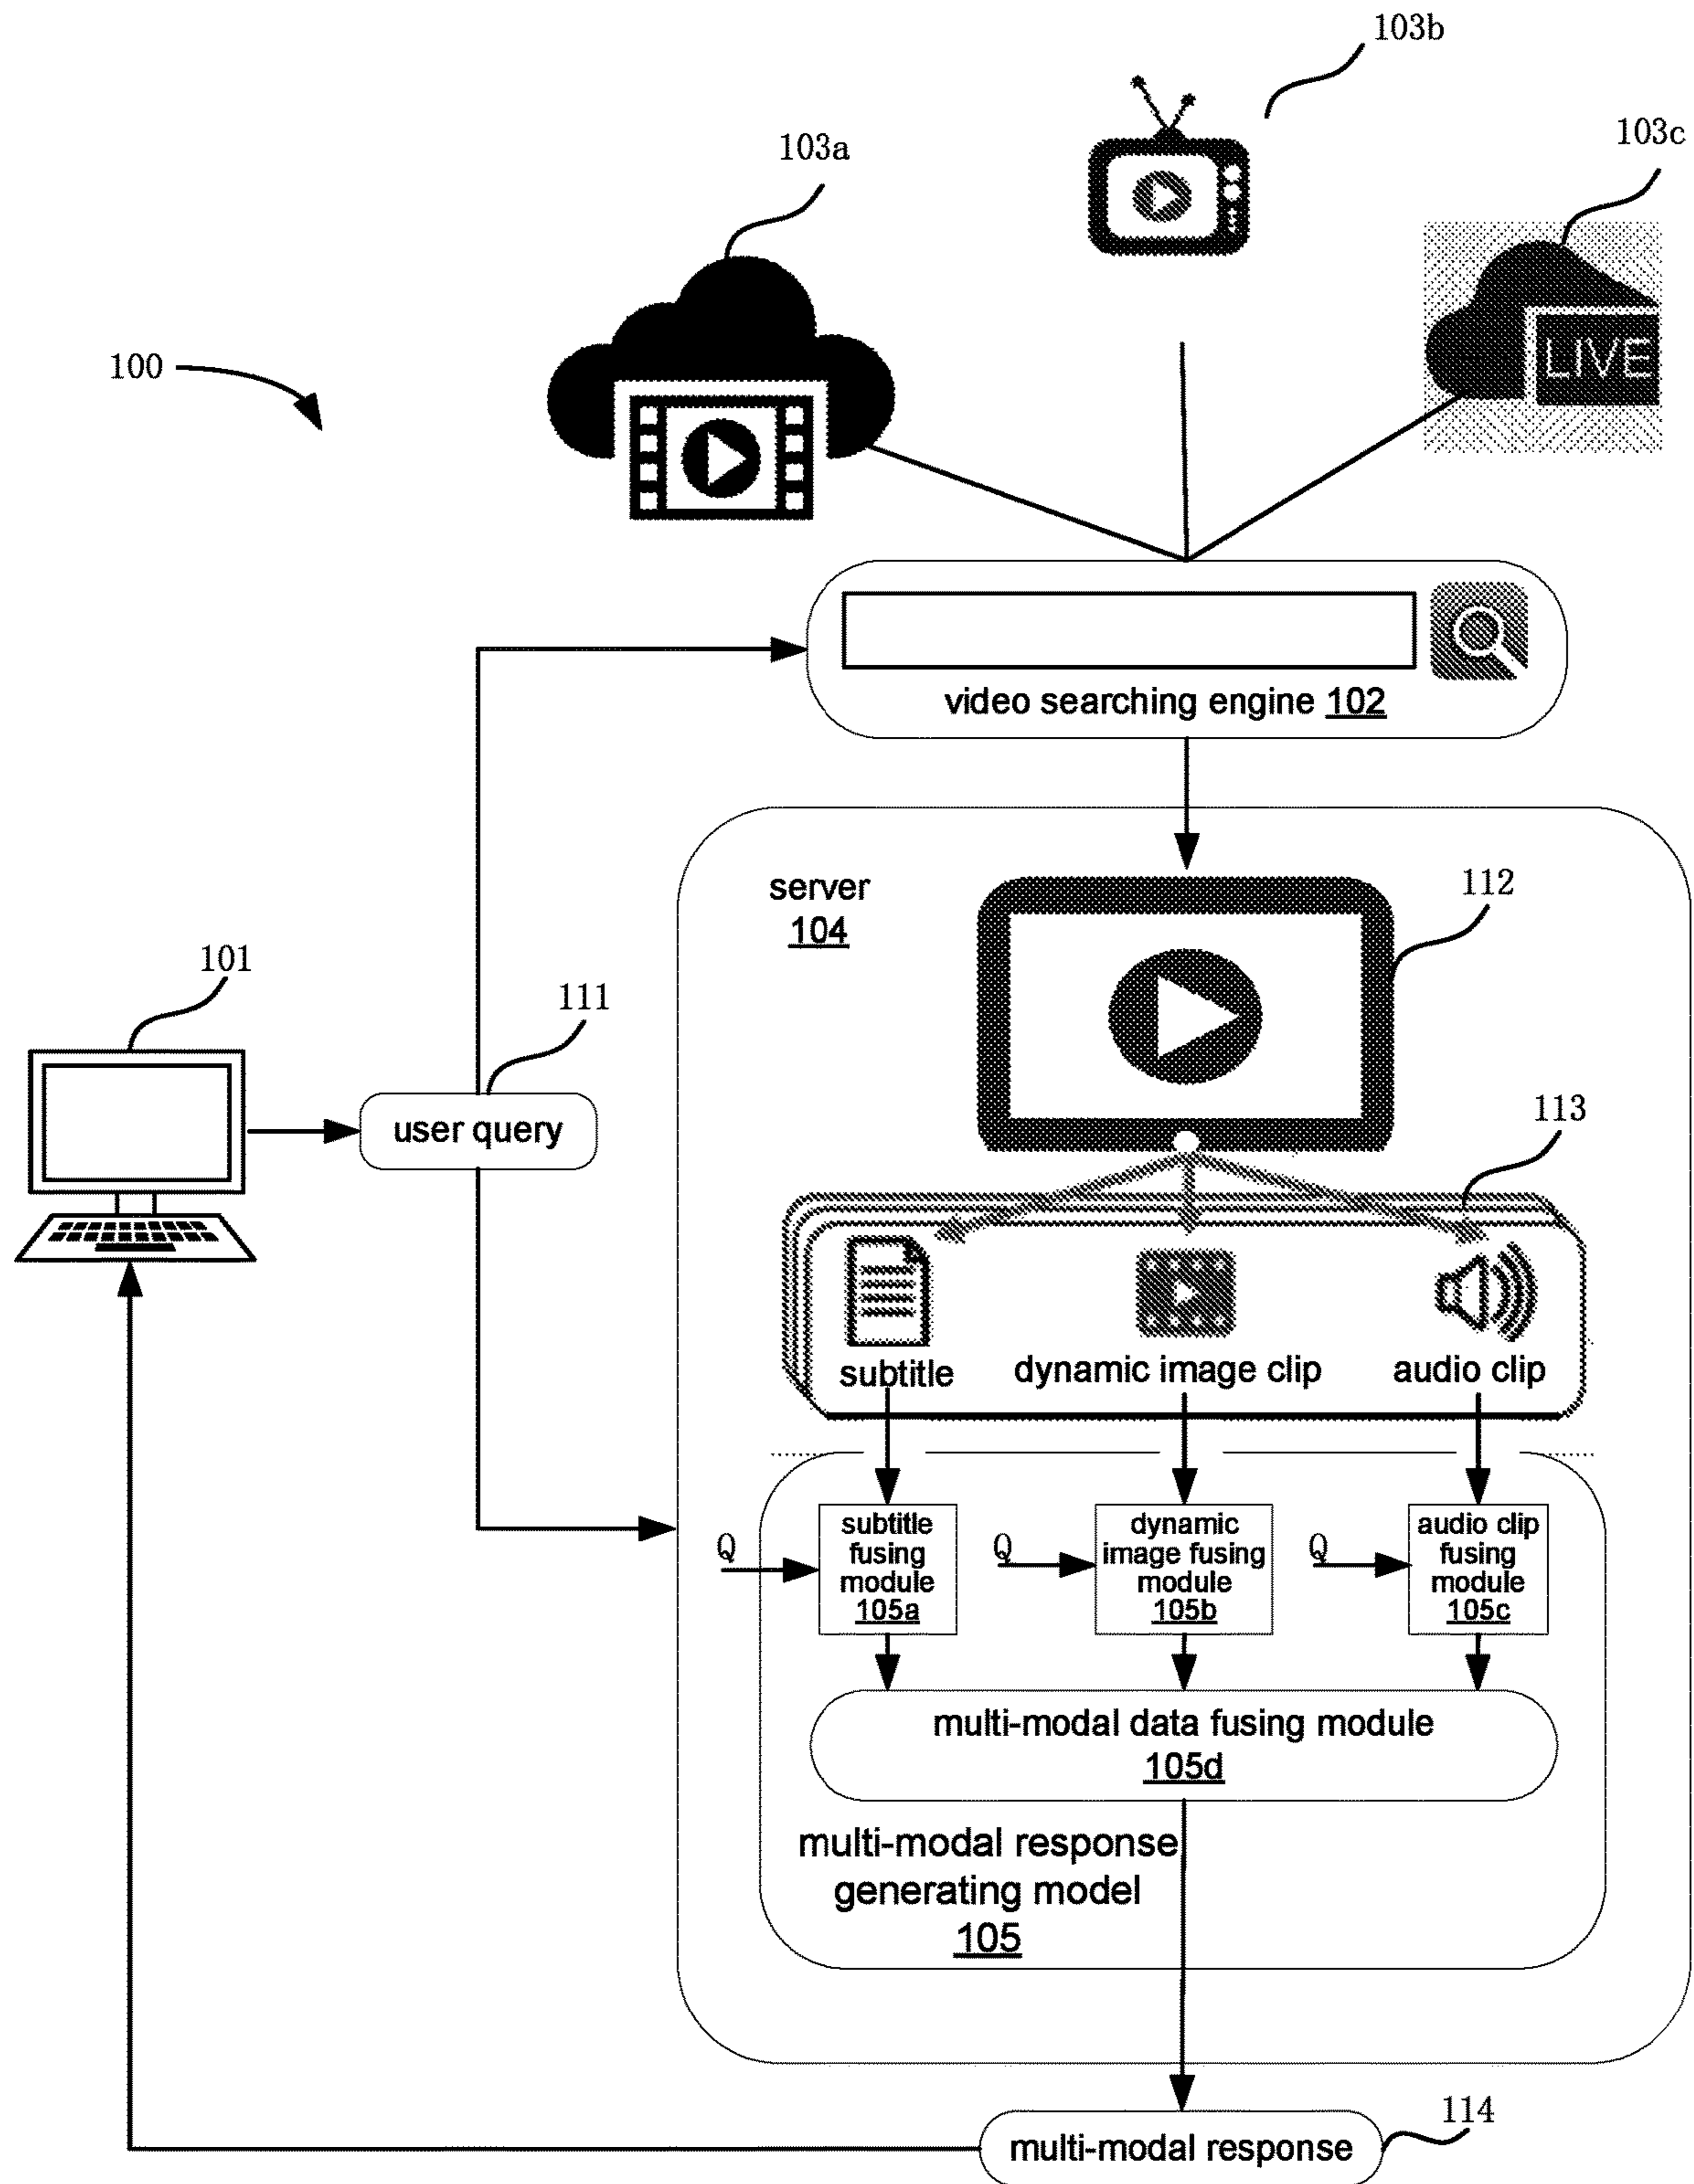 103b
103a
103c
100
LIVE
video searching engine 102
server
104
112
101
111
user query
113
subtitle
dynamic image clip
audio clip
Q
subtitle
fusing
module
105a
Q
dynamic
image fusing
module
105b
Q
audio clip
fusing
module
105c
multi-modal data fusing module
105d
multi-modal response
generating model
105
114
multi-modal response